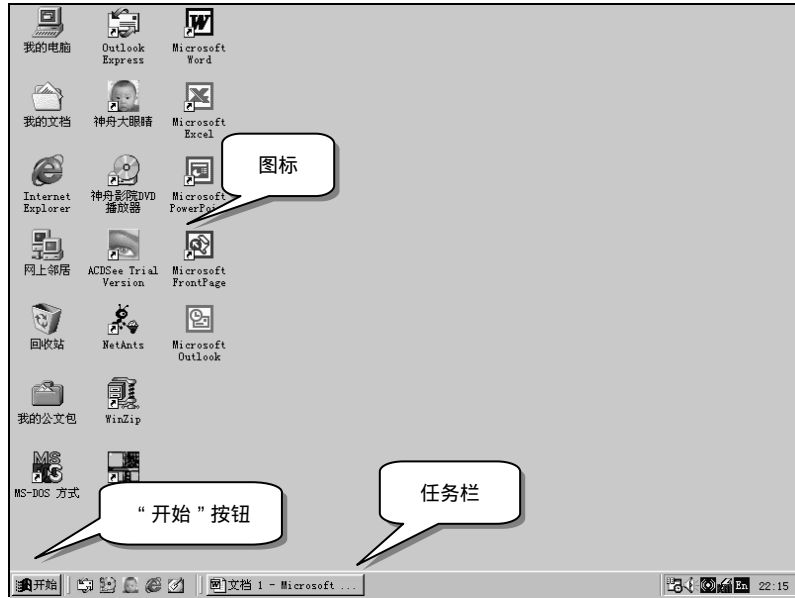 我的电脑
Outlook
Express
Microsoft
Word
我的文档
神舟大眼睛
Microsoft
Excel
图标
Internet
Explorer
神舟影院DVD
播放器
Microsoft
网上邻居
ACDSee Trial
Version
Microsoft
FrontPage
回收站
NetAnts
Microsoft
Outlook
我的公文包
WinZip
MS-DOS 方式
“开始”按钮
任务栏
开始
文档 1 - Microsoft ...
En
22:15